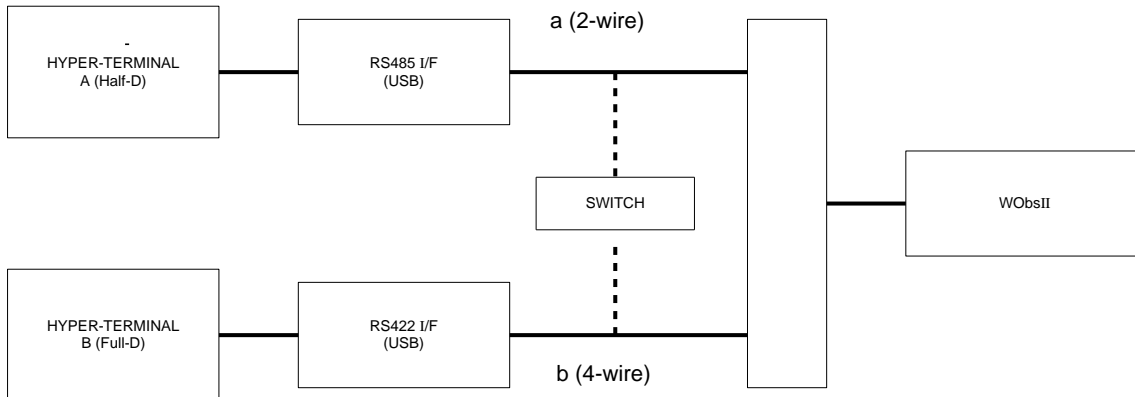 a (2-wire)
-
HYPER-TERMINAL
A (Half-D)
RS485 I/F
(USB)
SWITCH
WObsII
HYPER-TERMINAL
B (Full-D)
RS422 I/F
(USB)
b (4-wire)